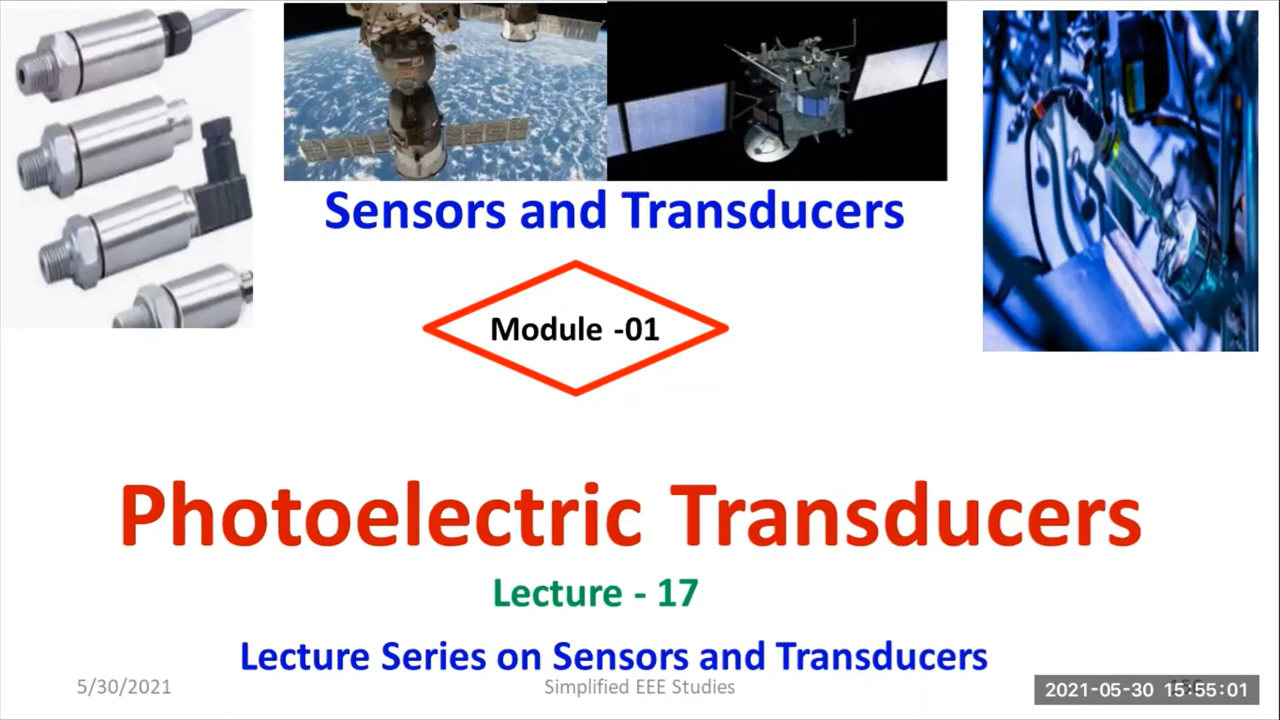 Sensors and Transducers
Module -01
Photoelectric Transducers
Lecture - 17
Lecture Series on Sensors and Transducers
5/30/2021
Simplified EEE Studies
2021-05-30 15:55:01